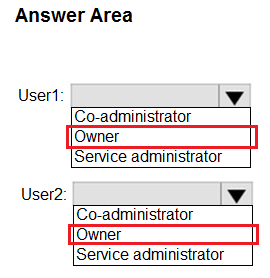 Answer Area
User1:
Co-administrator
Owner
Service administrator
User2:
Co-administrator
Owner
Service administrator